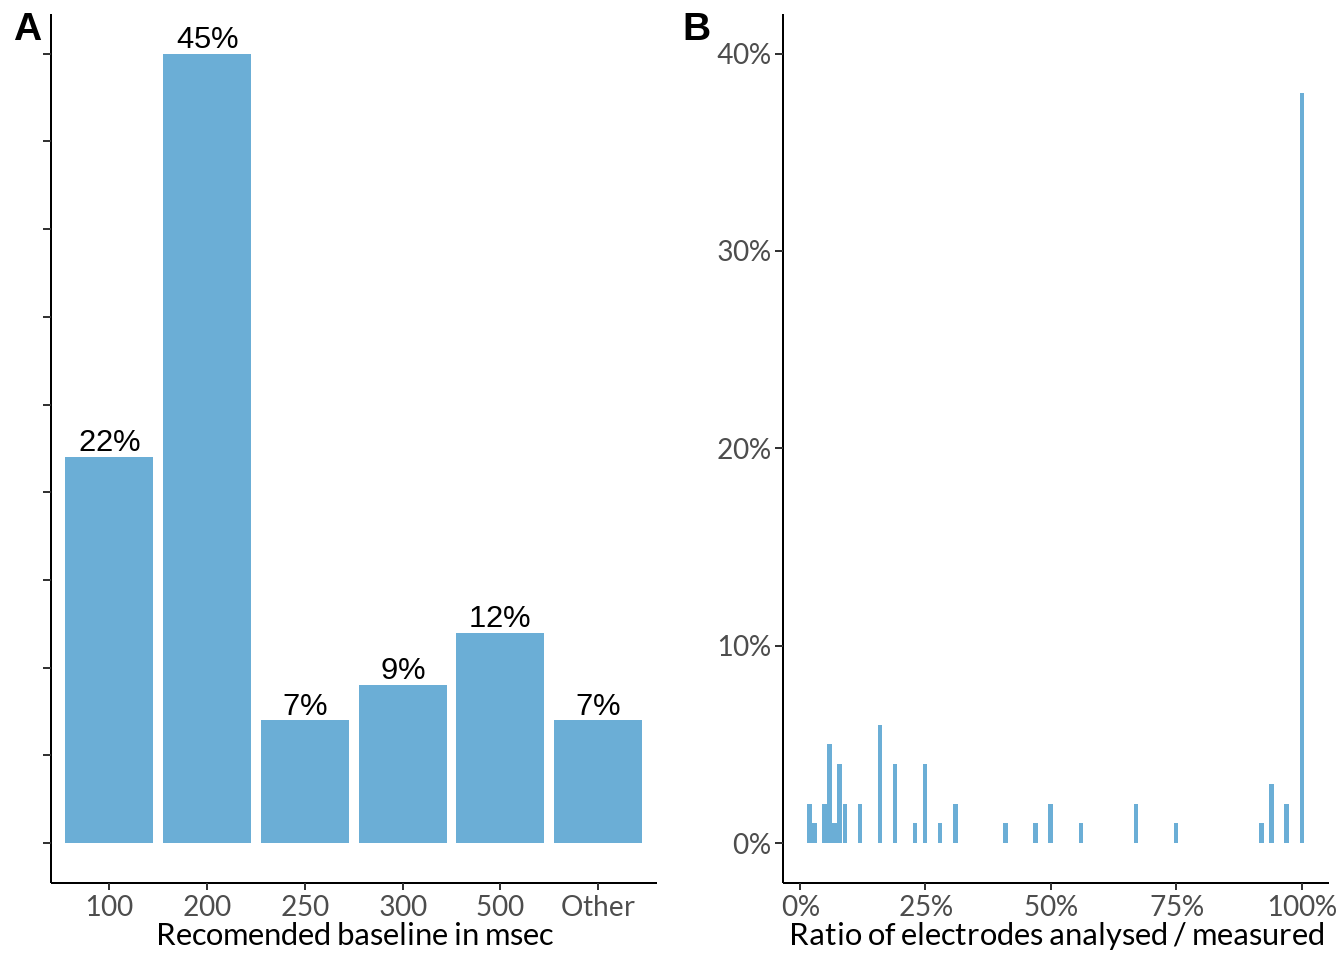 A
45%
22%
7%
9%
12%
7%
100 200 250 300 500 Other
Recomended baseline in msec
B
40%
30%
20%
10%
0%
0% 25% 50% 75% 100%
Ratio of electrodes analysed / measured